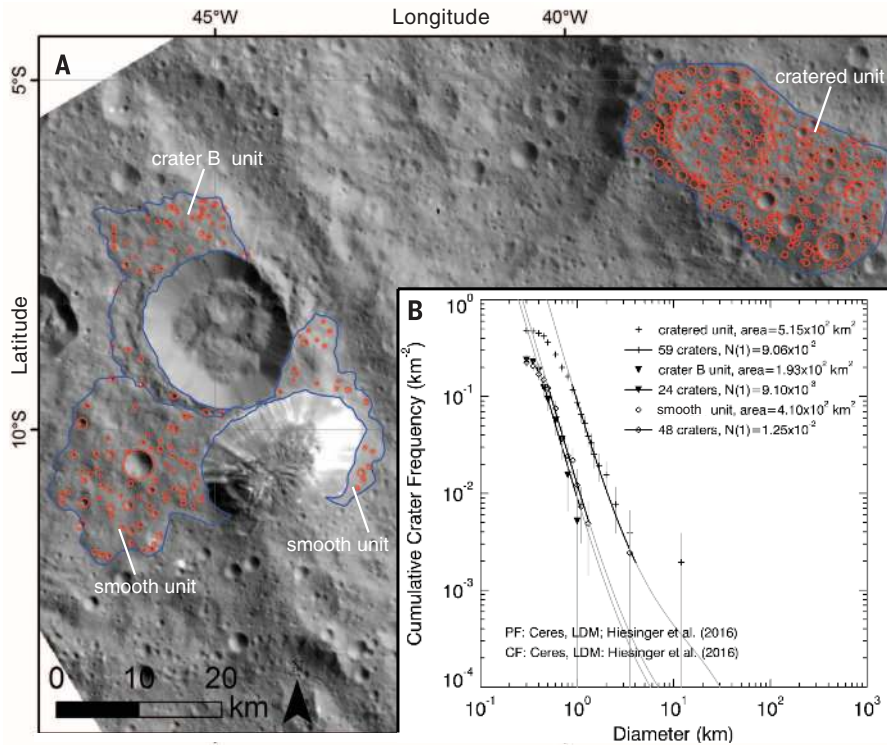 Longitude
45°W
40°W
A
5°S
cratered unit
crater B unit
Latitude
10°S
smooth unit
smooth unit
0 10 20
km
B
Cumulative Crater Frequency (km⁻²)
10⁰
10⁻¹
10⁻²
10⁻³
10⁻⁴
cratered unit, area=5.15x10² km²
59 craters, N(1)=9.06x10⁻²
crater B unit, area=1.93x10² km²
24 craters, N(1)=9.10x10⁻³
smooth unit, area=4.10x10² km²
48 craters, N(1)=1.25x10⁻²
PF: Ceres, LDM; Hiesinger et al. (2016)
CF: Ceres, LDM: Hiesinger et al. (2016)
10⁻¹ 10⁰ 10¹ 10² 10³
Diameter (km)